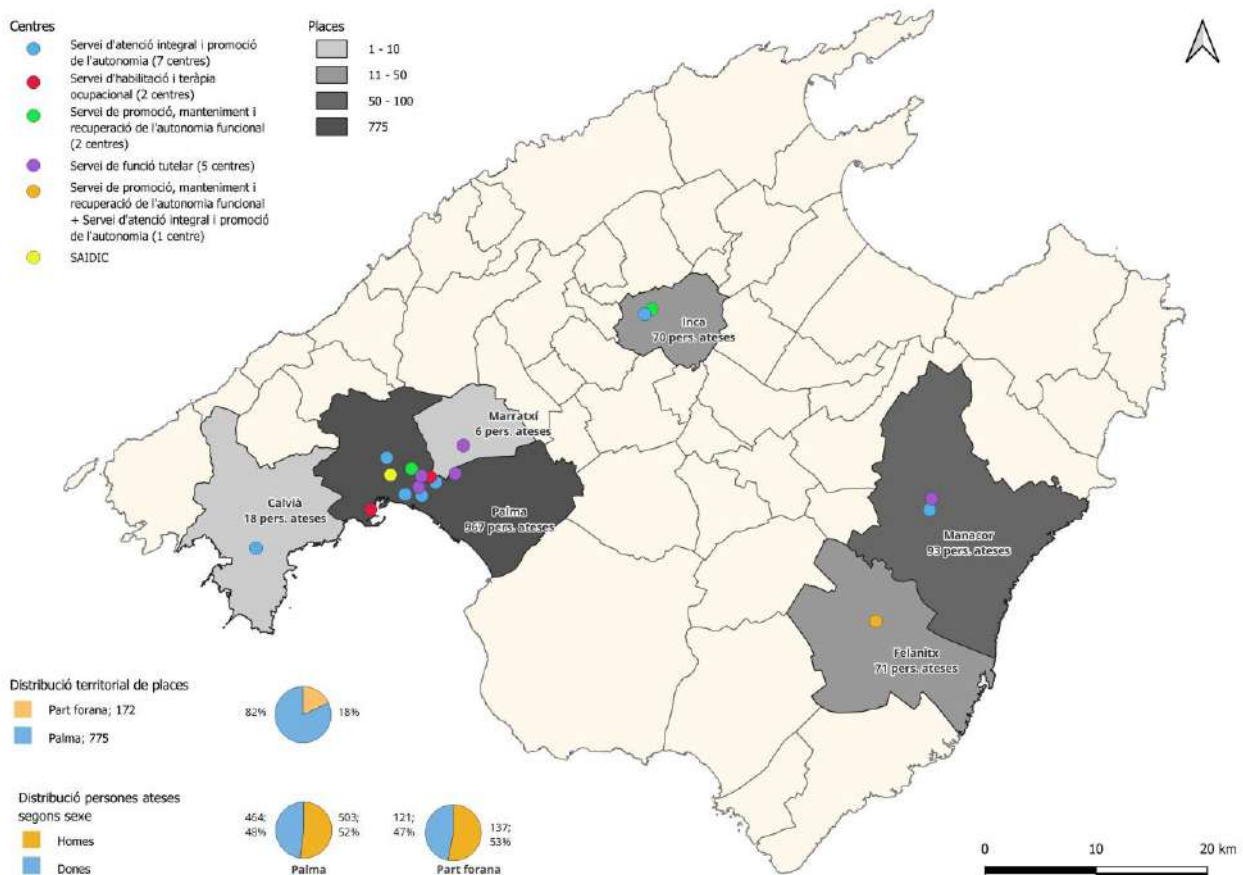 Centres
Servei d'atenció integral i promoció
de l'autonomia (7 centres)
Servei d'habilitació i teràpia
ocupacional (2 centres)
Servei de promoció, manteniment i
recuperació de l'autonomia funcional
(2 centres)
Servei de funció tutelar (5 centres)
Servei de promoció, manteniment i
recuperació de l'autonomia funcional
+ Servei d'atenció integral i promoció
de l'autonomia (1 centre)
SAIDIC
Places
1 - 10
11 - 50
50 - 100
775
Inca
70 pers. ateses
Marratxí
6 pers. ateses
Calvià
18 pers. ateses
Palma
967 pers. ateses
Manacor
93 pers. ateses
Felanitx
71 pers. ateses
Distribució territorial de places
Part forana; 172
Palma; 775
82%
18%
Distribució persones ateses
segons sexe
Homes
Dones
464;
48%
503;
52%
Palma
121;
47%
137;
53%
Part forana
0 10 20 km